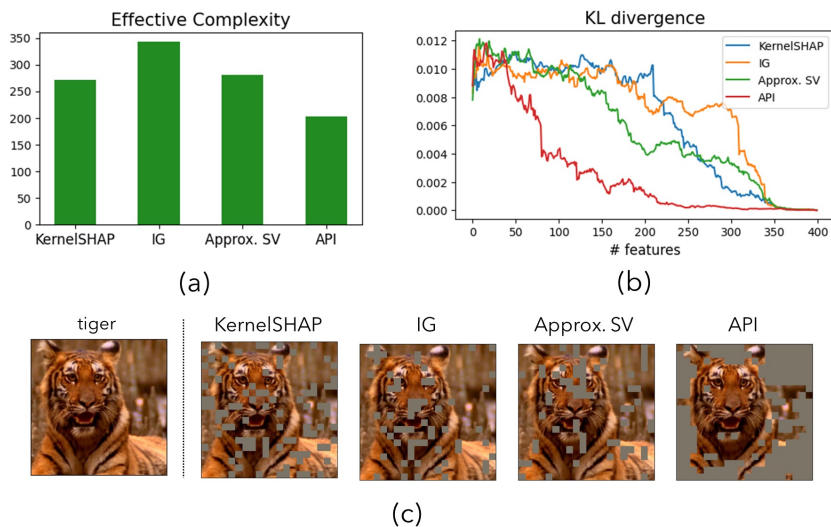 Effective Complexity
350
300
250
200
150
100
50
0
KernelSHAP IG Approx. SV API
(a)
KL divergence
0.012
0.010
0.008
0.006
0.004
0.002
0.000
KernelSHAP
IG
Approx. SV
API
0 50 100 150 200 250 300 350 400
# features
(b)
tiger KernelSHAP IG Approx. SV API
(c)